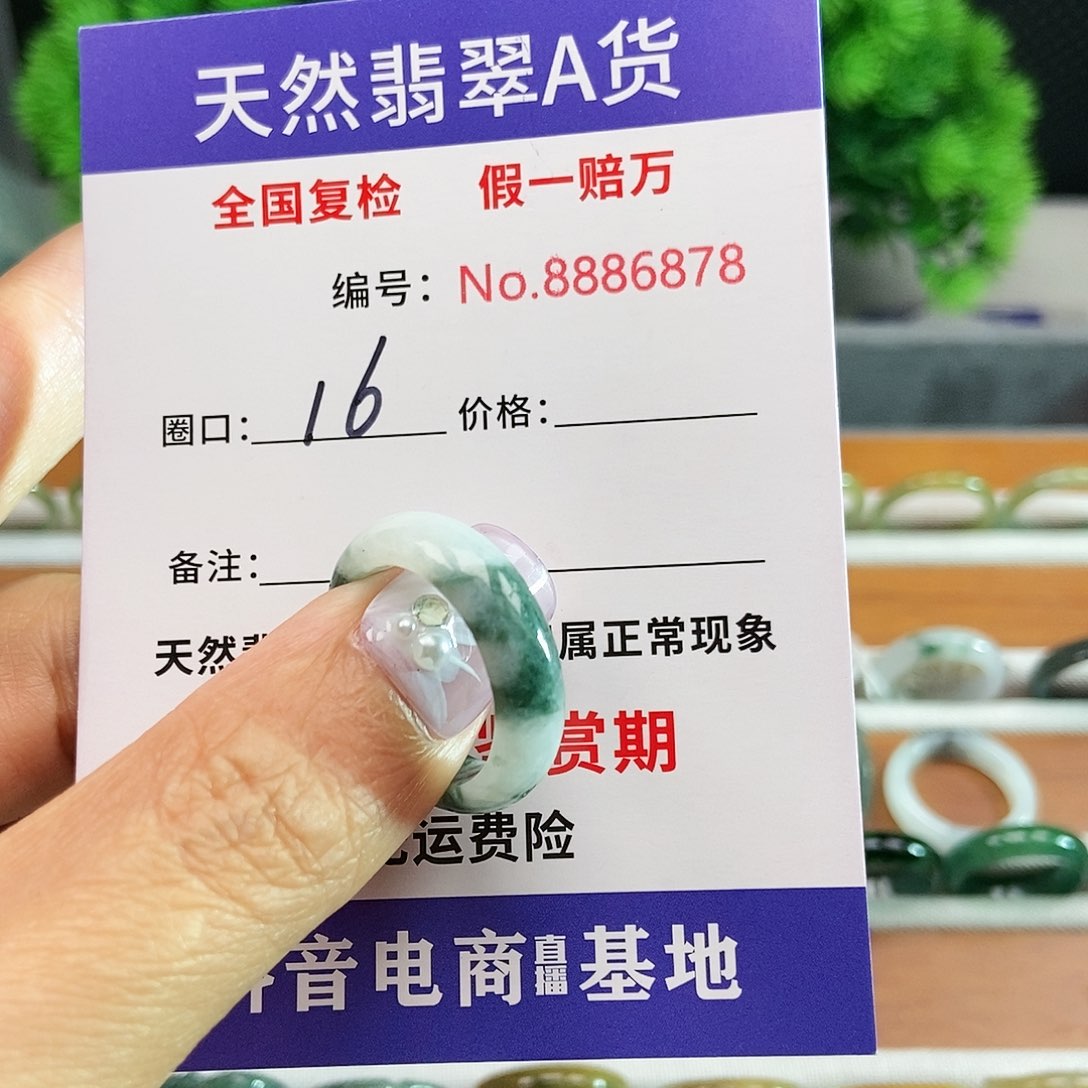 天然翡翠A货
全国复检 假一赔万
编号：No.8886878
圈口：16 价格：
备注：
天然 属正常现象
赏期
运费险
音电商直播基地